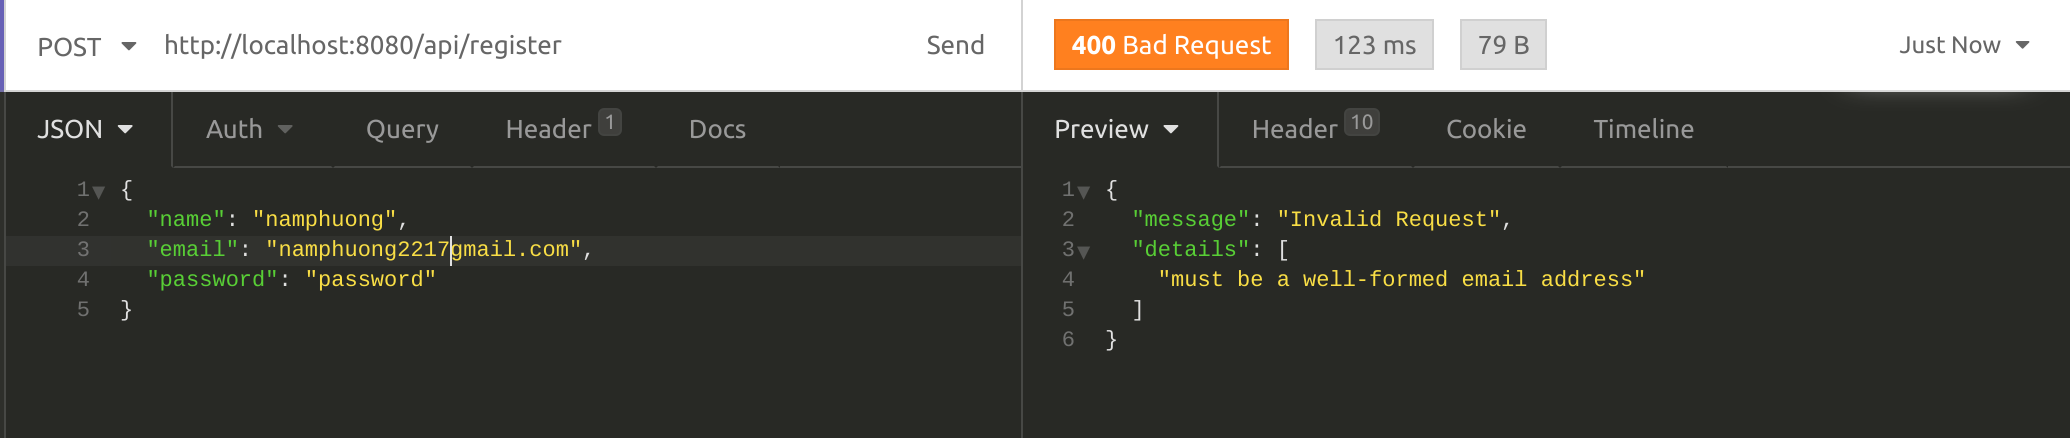 POST http://localhost:8080/api/register Send
400 Bad Request 123 ms 79 B Just Now
JSON Auth Query Header 1 Docs
Preview Header 10 Cookie Timeline
1 {
2 "name": "namphuong",
3 "email": "namphuong2217gmail.com",
4 "password": "password"
5 }
1 {
2 "message": "Invalid Request",
3 "details": [
4 "must be a well-formed email address"
5 ]
6 }